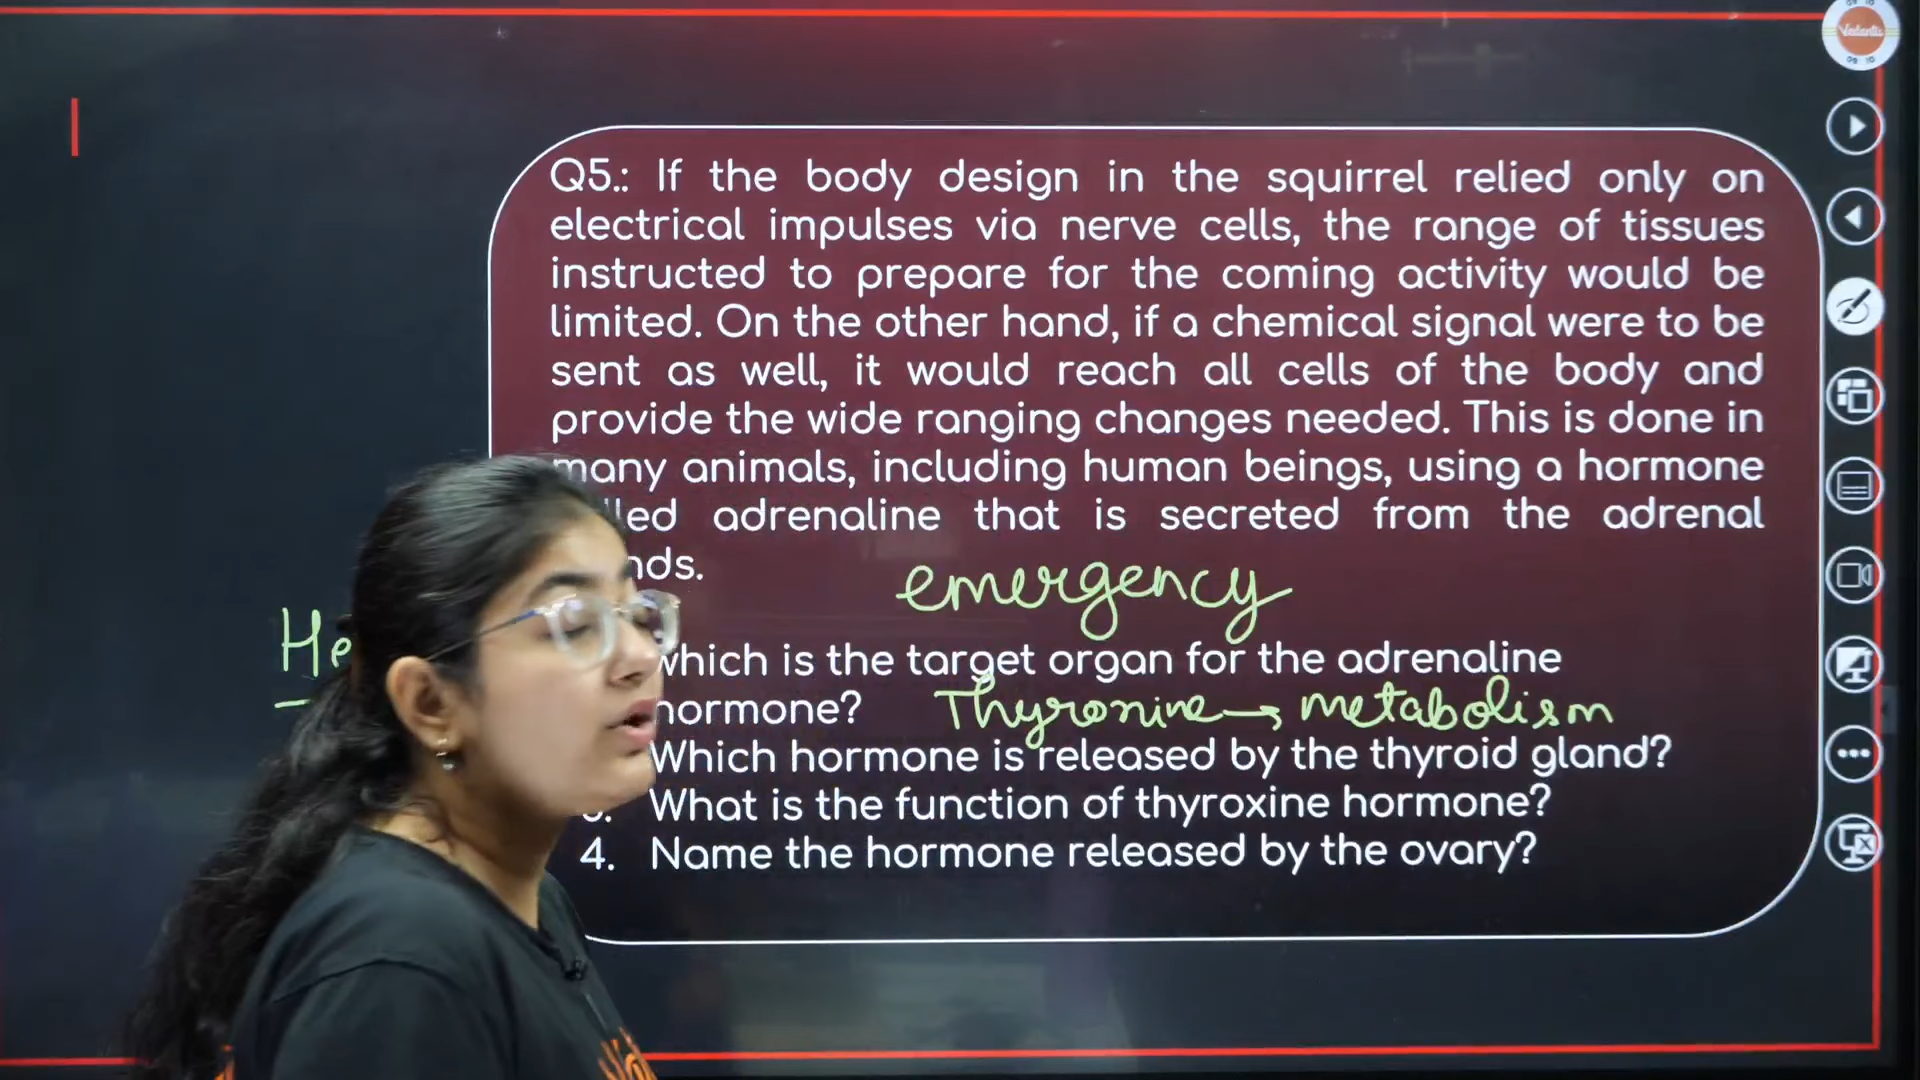 Vedantu
Q5.: If the body design in the squirrel relied only on
electrical impulses via nerve cells, the range of tissues
instructed to prepare for the coming activity would be
limited. On the other hand, if a chemical signal were to be
sent as well, it would reach all cells of the body and
provide the wide ranging changes needed. This is done in
many animals, including human beings, using a hormone
lled adrenaline that is secreted from the adrenal
nds.
emergency
He
which is the target organ for the adrenaline
hormone? Thyronine → metabolism
Which hormone is released by the thyroid gland?
3. What is the function of thyroxine hormone?
4. Name the hormone released by the ovary?